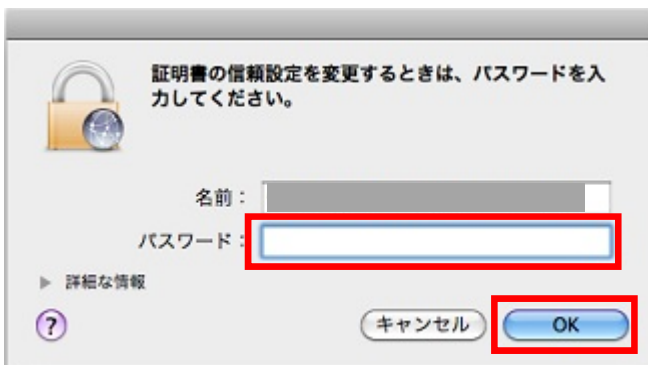 証明書の信頼設定を変更するときは、パスワードを入
力してください。
名前：
パスワード：
▶ 詳細な情報
?
キャンセル
OK